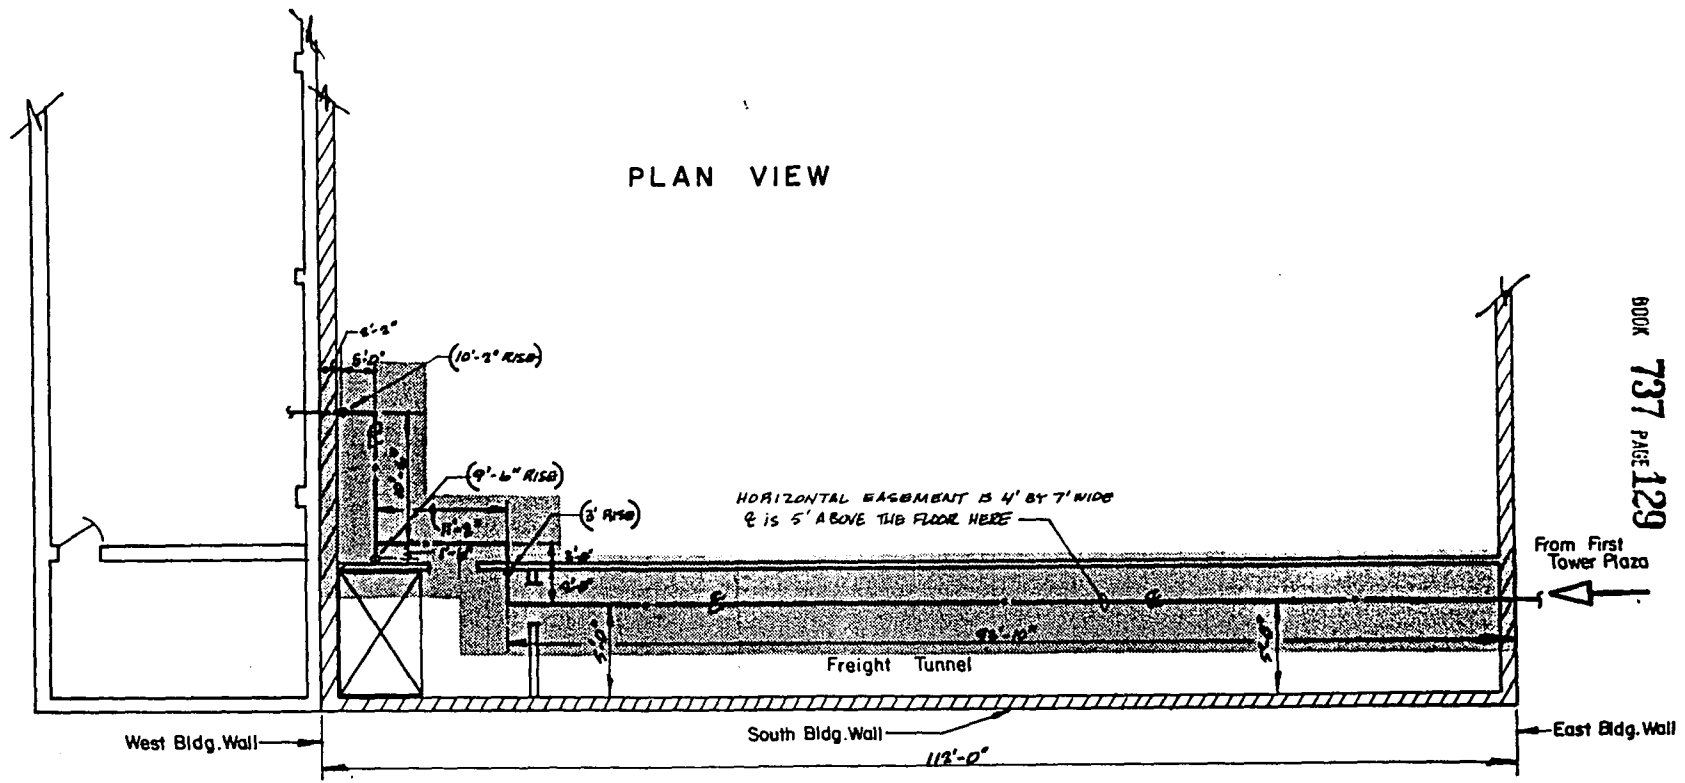 PLAN VIEW
5'-0"
(10'-2" RISE)
(9'-6" RISE)
(3' RISE)
HORIZONTAL EASEMENT IS 4' BY 7' WIDE
℄ IS 5' ABOVE THE FLOOR HERE
BOOK 737 PAGE 129
From First
Tower Plaza
Freight Tunnel
West Bldg. Wall
South Bldg. Wall
East Bldg. Wall
112'-0"